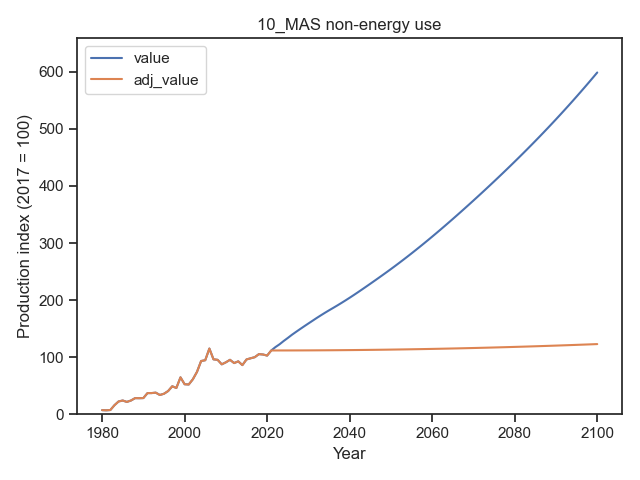 10_MAS non-energy use
value
adj_value
Production index (2017 = 100)
600
500
400
300
200
100
0
1980
2000
2020
2040
2060
2080
2100
Year